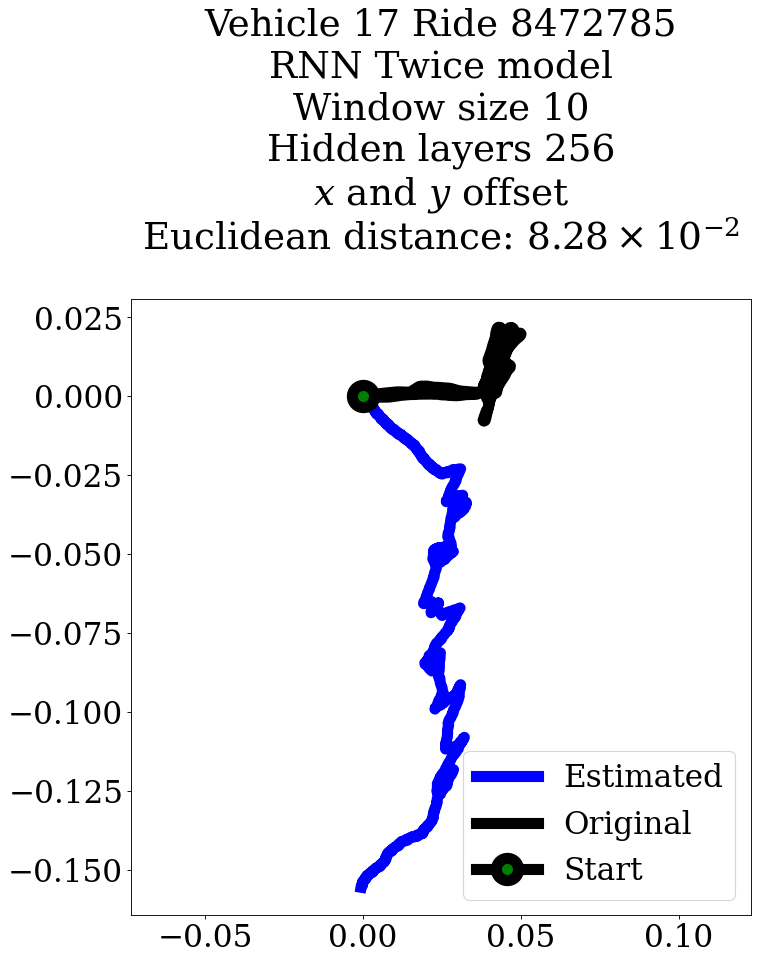 Vehicle 17 Ride 8472785
RNN Twice model
Window size 10
Hidden layers 256
x and y offset
Euclidean distance: 8.28 × 10⁻²
0.025
0.000
−0.025
−0.050
−0.075
−0.100
−0.125
−0.150
Estimated
Original
Start
−0.05 0.00 0.05 0.10